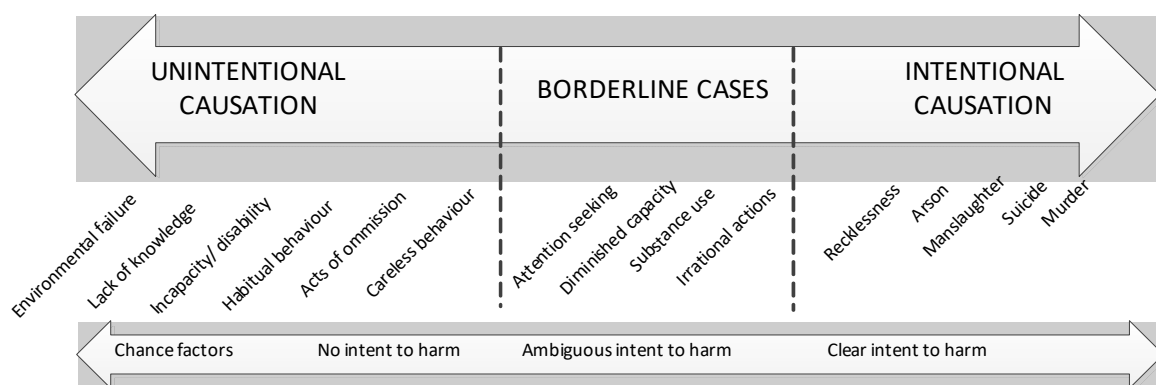 UNINTENTIONAL
CAUSATION
BORDERLINE CASES
INTENTIONAL
CAUSATION
Environmental failure
Lack of knowledge
Incapacity/ disability
Habitual behaviour
Acts of ommission
Careless behaviour
Attention seeking
Diminished capacity
Substance use
Irrational actions
Recklessness
Arson
Manslaughter
Suicide
Murder
Chance factors
No intent to harm
Ambiguous intent to harm
Clear intent to harm